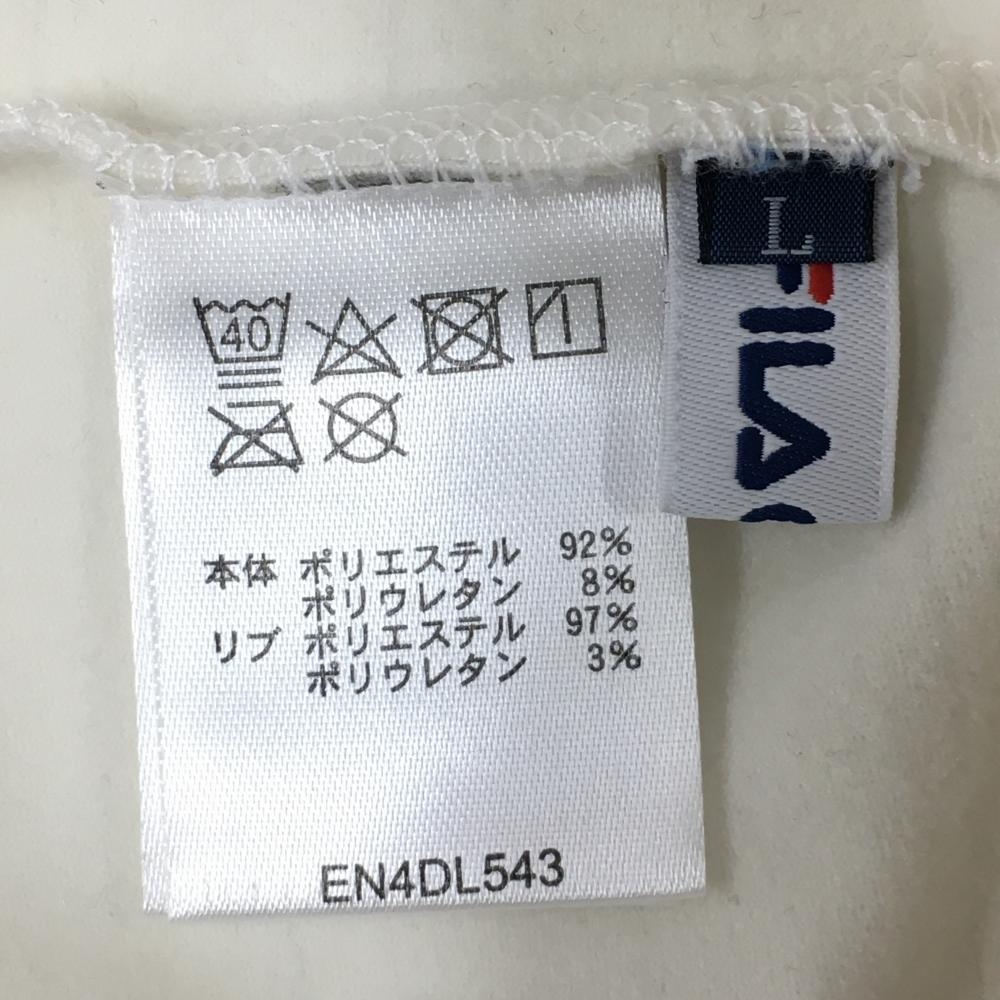 L
FILA
40
本体 ポリエステル 92%
ポリウレタン 8%
リブ ポリエステル 97%
ポリウレタン 3%
EN4DL543